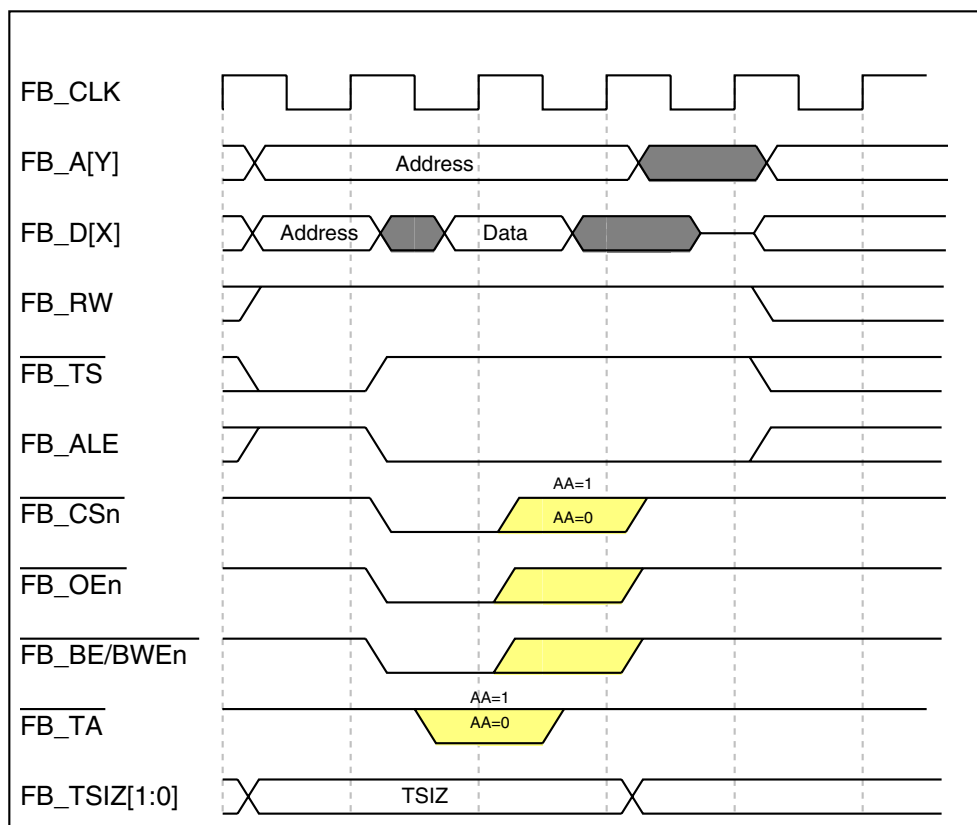 FB_CLK
FB_A[Y]
Address
FB_D[X]
Address
Data
FB_RW
FB_TS
FB_ALE
AA=1
FB_CSn
AA=0
FB_OEn
FB_BE/BWEn
AA=1
FB_TA
AA=0
FB_TSIZ[1:0]
TSIZ